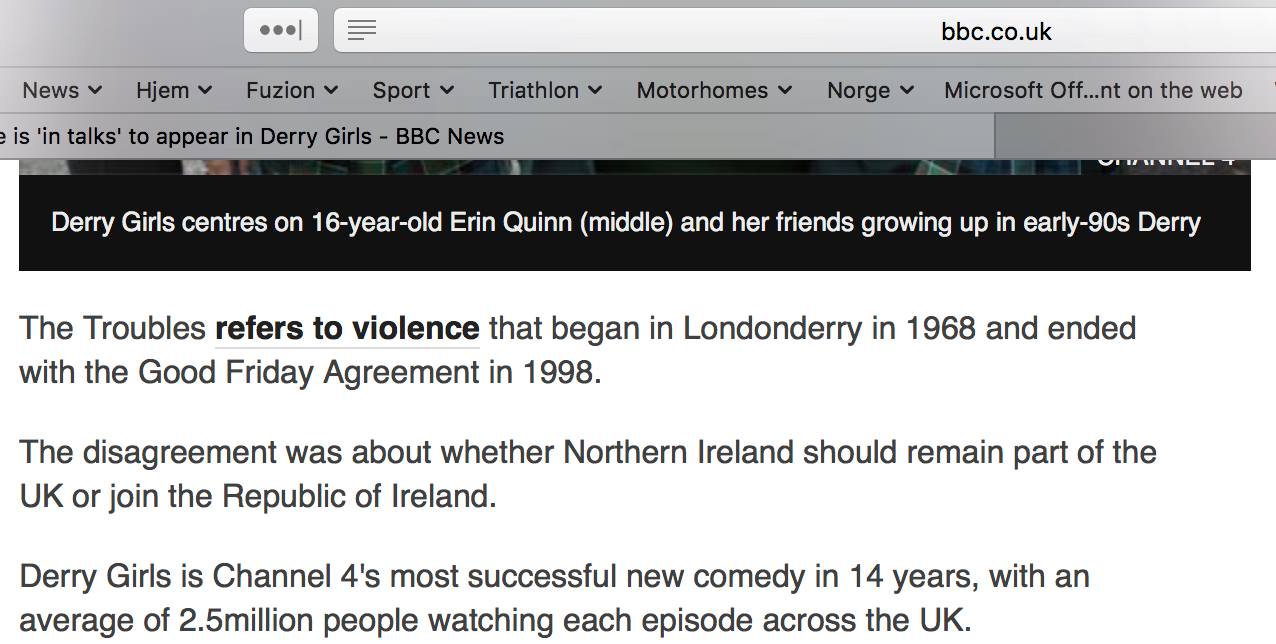 bbc.co.uk
News Hjem Fuzion Sport Triathlon Motorhomes Norge Microsoft Off...nt on the web
e is 'in talks' to appear in Derry Girls - BBC News
CHANNEL 4
Derry Girls centres on 16-year-old Erin Quinn (middle) and her friends growing up in early-90s Derry
The Troubles refers to violence that began in Londonderry in 1968 and ended
with the Good Friday Agreement in 1998.
The disagreement was about whether Northern Ireland should remain part of the
UK or join the Republic of Ireland.
Derry Girls is Channel 4's most successful new comedy in 14 years, with an
average of 2.5million people watching each episode across the UK.